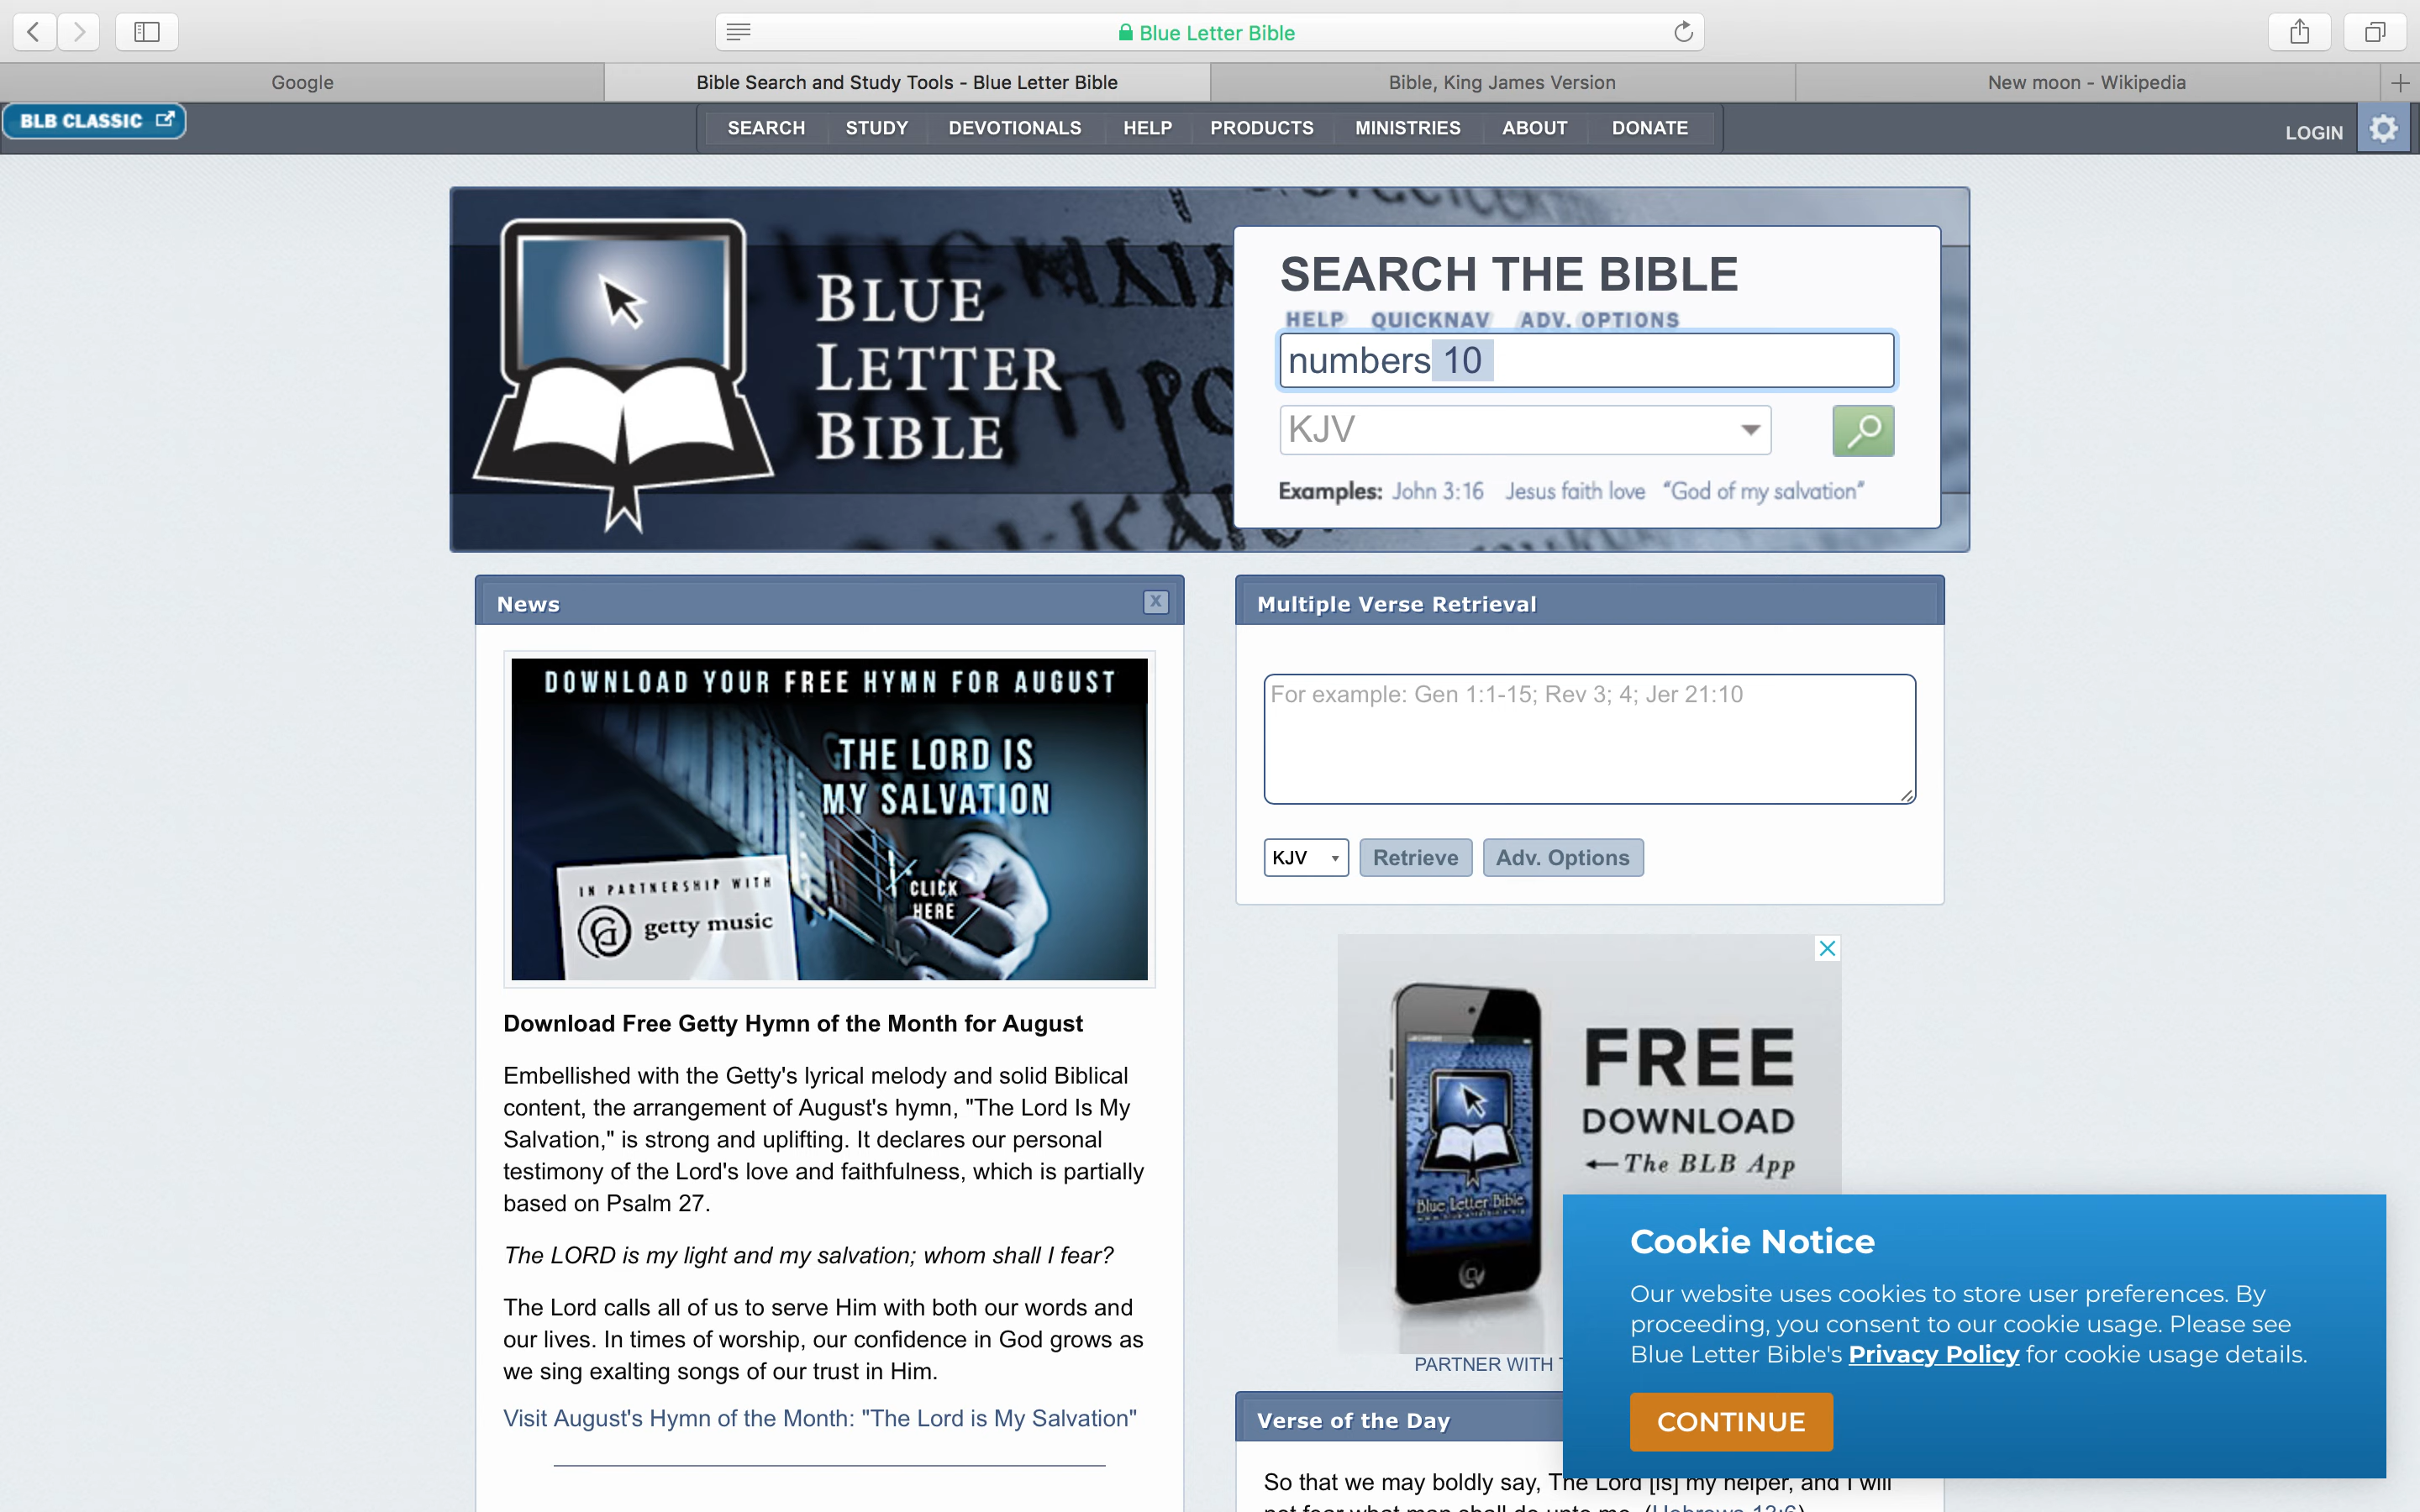 Blue Letter Bible
Google
Bible Search and Study Tools - Blue Letter Bible
Bible, King James Version
New moon - Wikipedia
BLB CLASSIC
SEARCH STUDY DEVOTIONALS HELP PRODUCTS MINISTRIES ABOUT DONATE
LOGIN
BLUE
LETTER
BIBLE
SEARCH THE BIBLE
HELP QUICKNAV ADV. OPTIONS
numbers 10
KJV
Examples: John 3:16 Jesus faith love “God of my salvation”
News
X
DOWNLOAD YOUR FREE HYMN FOR AUGUST
THE LORD IS
MY SALVATION
CLICK
HERE
IN PARTNERSHIP WITH
getty music
Download Free Getty Hymn of the Month for August
Embellished with the Getty's lyrical melody and solid Biblical
content, the arrangement of August's hymn, "The Lord Is My
Salvation," is strong and uplifting. It declares our personal
testimony of the Lord's love and faithfulness, which is partially
based on Psalm 27.
The LORD is my light and my salvation; whom shall I fear?
The Lord calls all of us to serve Him with both our words and
our lives. In times of worship, our confidence in God grows as
we sing exalting songs of our trust in Him.
Visit August's Hymn of the Month: "The Lord is My Salvation"
Multiple Verse Retrieval
For example: Gen 1:1-15; Rev 3; 4; Jer 21:10
KJV Retrieve Adv. Options
FREE
DOWNLOAD
The BLB App
Blue Letter Bible
PARTNER WITH
Verse of the Day
So that we may boldly say, The Lord [is] my helper, and I will
not fear what man shall do unto me. (Hebrews 13:6)
Cookie Notice
Our website uses cookies to store user preferences. By
proceeding, you consent to our cookie usage. Please see
Blue Letter Bible's Privacy Policy for cookie usage details.
CONTINUE